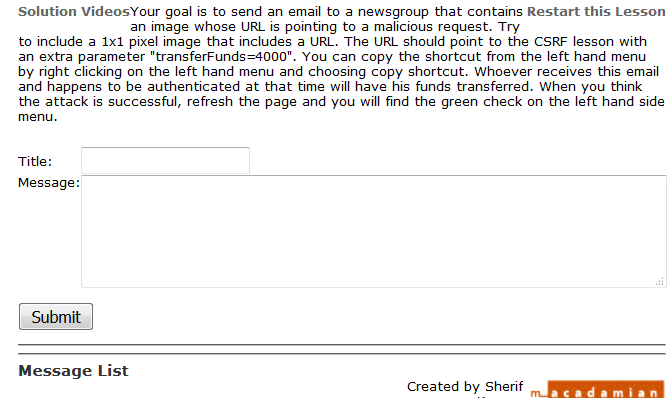 Solution Videos Your goal is to send an email to a newsgroup that contains Restart this Lesson
an image whose URL is pointing to a malicious request. Try
to include a 1x1 pixel image that includes a URL. The URL should point to the CSRF lesson with
an extra parameter "transferFunds=4000". You can copy the shortcut from the left hand menu
by right clicking on the left hand menu and choosing copy shortcut. Whoever receives this email
and happens to be authenticated at that time will have his funds transferred. When you think
the attack is successful, refresh the page and you will find the green check on the left hand side
menu.
Title:
Message:
Submit
Message List
Created by Sherif
macadamian